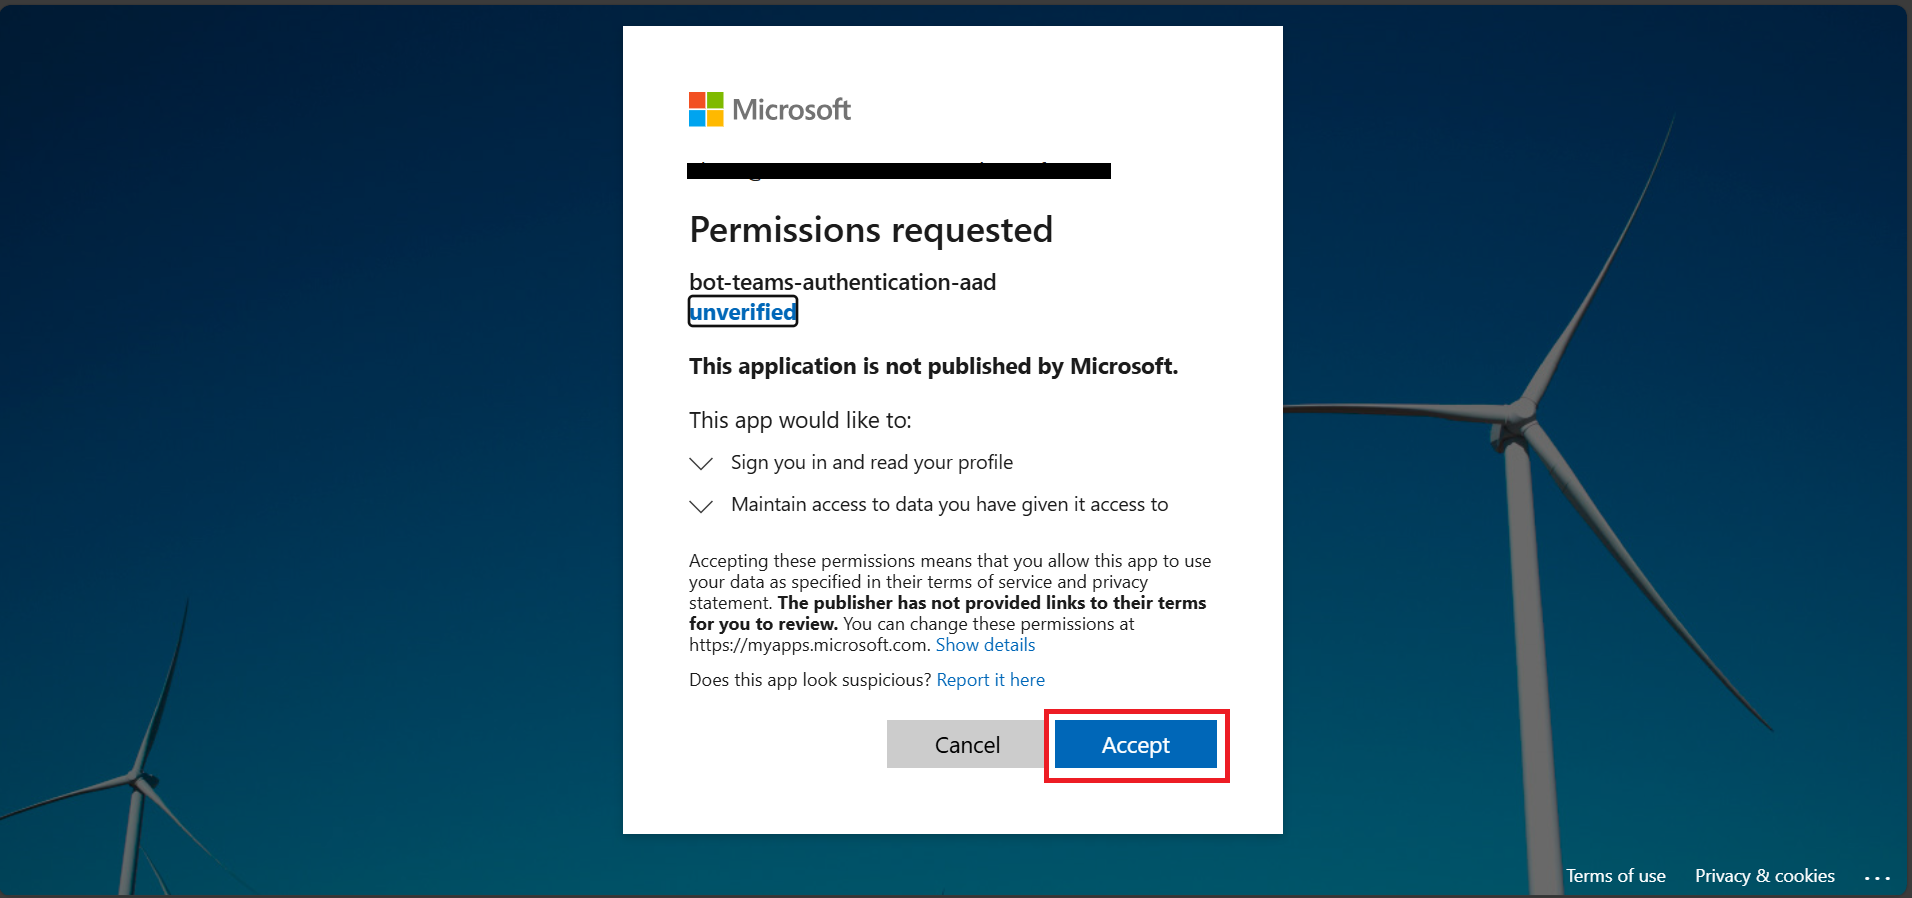 Microsoft
Permissions requested
bot-teams-authentication-aad
unverified
This application is not published by Microsoft.
This app would like to:
Sign you in and read your profile
Maintain access to data you have given it access to
Accepting these permissions means that you allow this app to use
your data as specified in their terms of service and privacy
statement. The publisher has not provided links to their terms
for you to review. You can change these permissions at
https://myapps.microsoft.com. Show details
Does this app look suspicious? Report it here
Cancel
Accept
Terms of use
Privacy & cookies
...